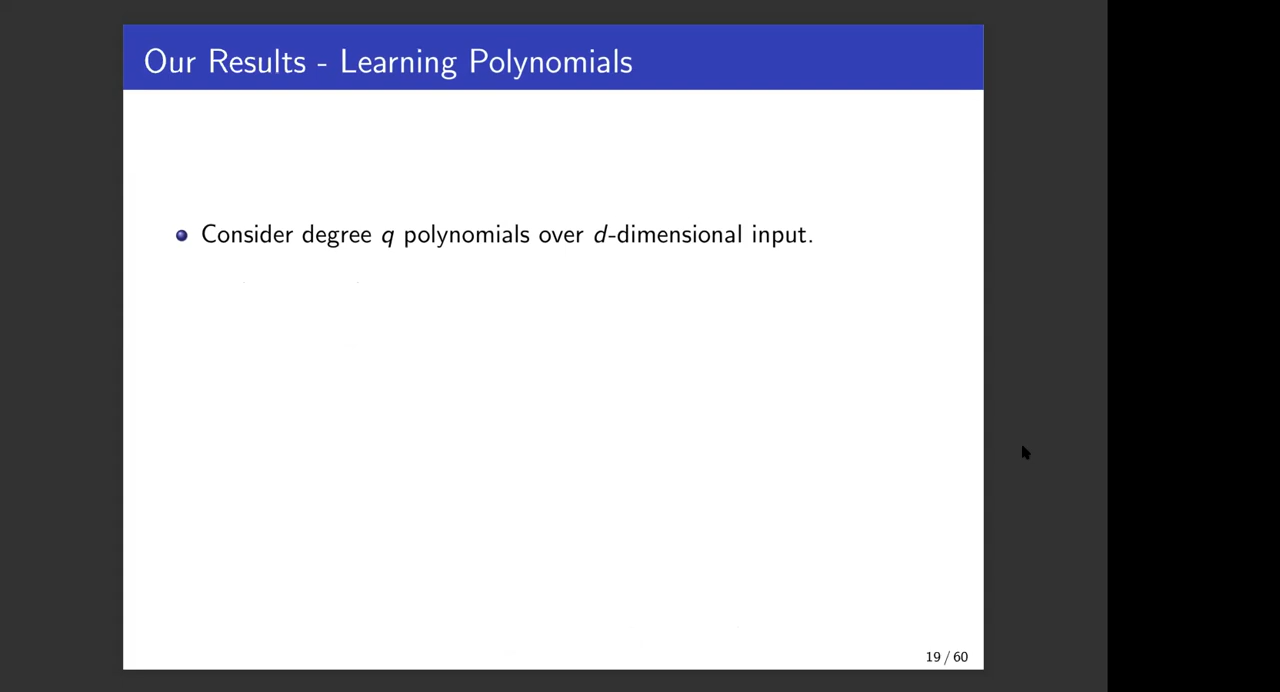 Our Results - Learning Polynomials
Consider degree q polynomials over d-dimensional input.
19 / 60